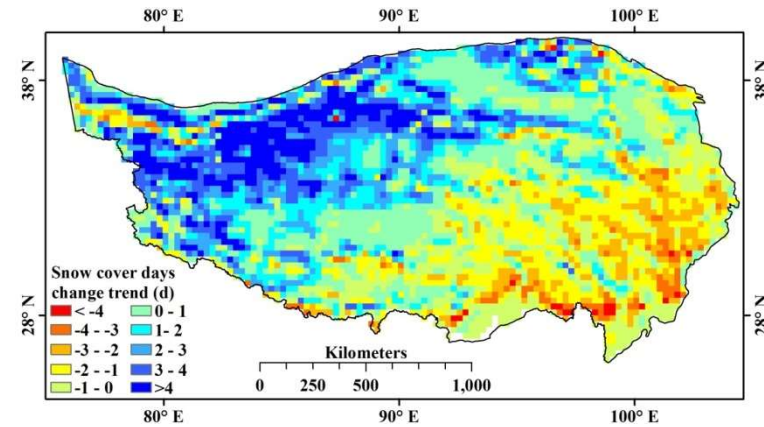 80° E 90° E 100° E
38° N 38° N
28° N 28° N
Snow cover days
change trend (d)
< -4 0 - 1
-4 - -3 1- 2
-3 - -2 2 - 3
-2 - -1 3 - 4
-1 - 0 >4
Kilometers
0 250 500 1,000
80° E 90° E 100° E